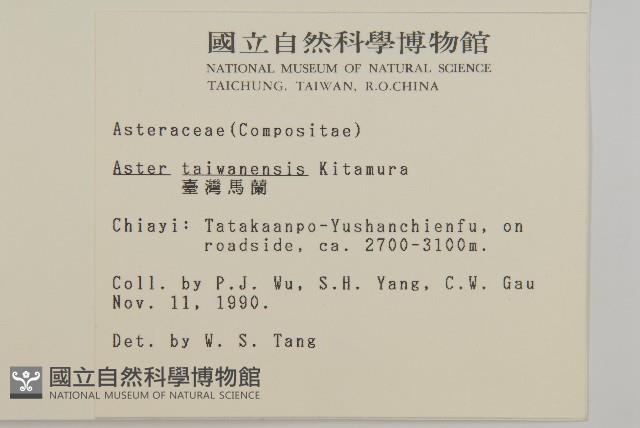 國立自然科學博物館
NATIONAL MUSEUM OF NATURAL SCIENCE
TAICHUNG, TAIWAN, R.O.CHINA
Asteraceae(Compositae)
Aster taiwanensis Kitamura
臺灣馬蘭
Chiayi: Tatakaanpo-Yushanchienfu, on
roadside, ca. 2700-3100m.
Coll. by P.J. Wu, S.H. Yang, C.W. Gau
Nov. 11, 1990.
Det. by W. S. Tang
國立自然科學博物館
NATIONAL MUSEUM OF NATURAL SCIENCE